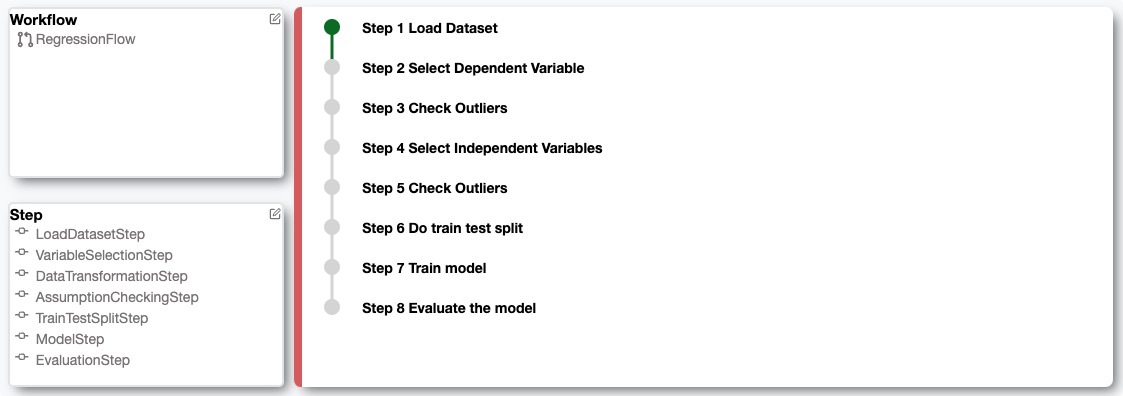 Workflow
RegressionFlow
Step
LoadDatasetStep
VariableSelectionStep
DataTransformationStep
AssumptionCheckingStep
TrainTestSplitStep
ModelStep
EvaluationStep
Step 1 Load Dataset
Step 2 Select Dependent Variable
Step 3 Check Outliers
Step 4 Select Independent Variables
Step 5 Check Outliers
Step 6 Do train test split
Step 7 Train model
Step 8 Evaluate the model